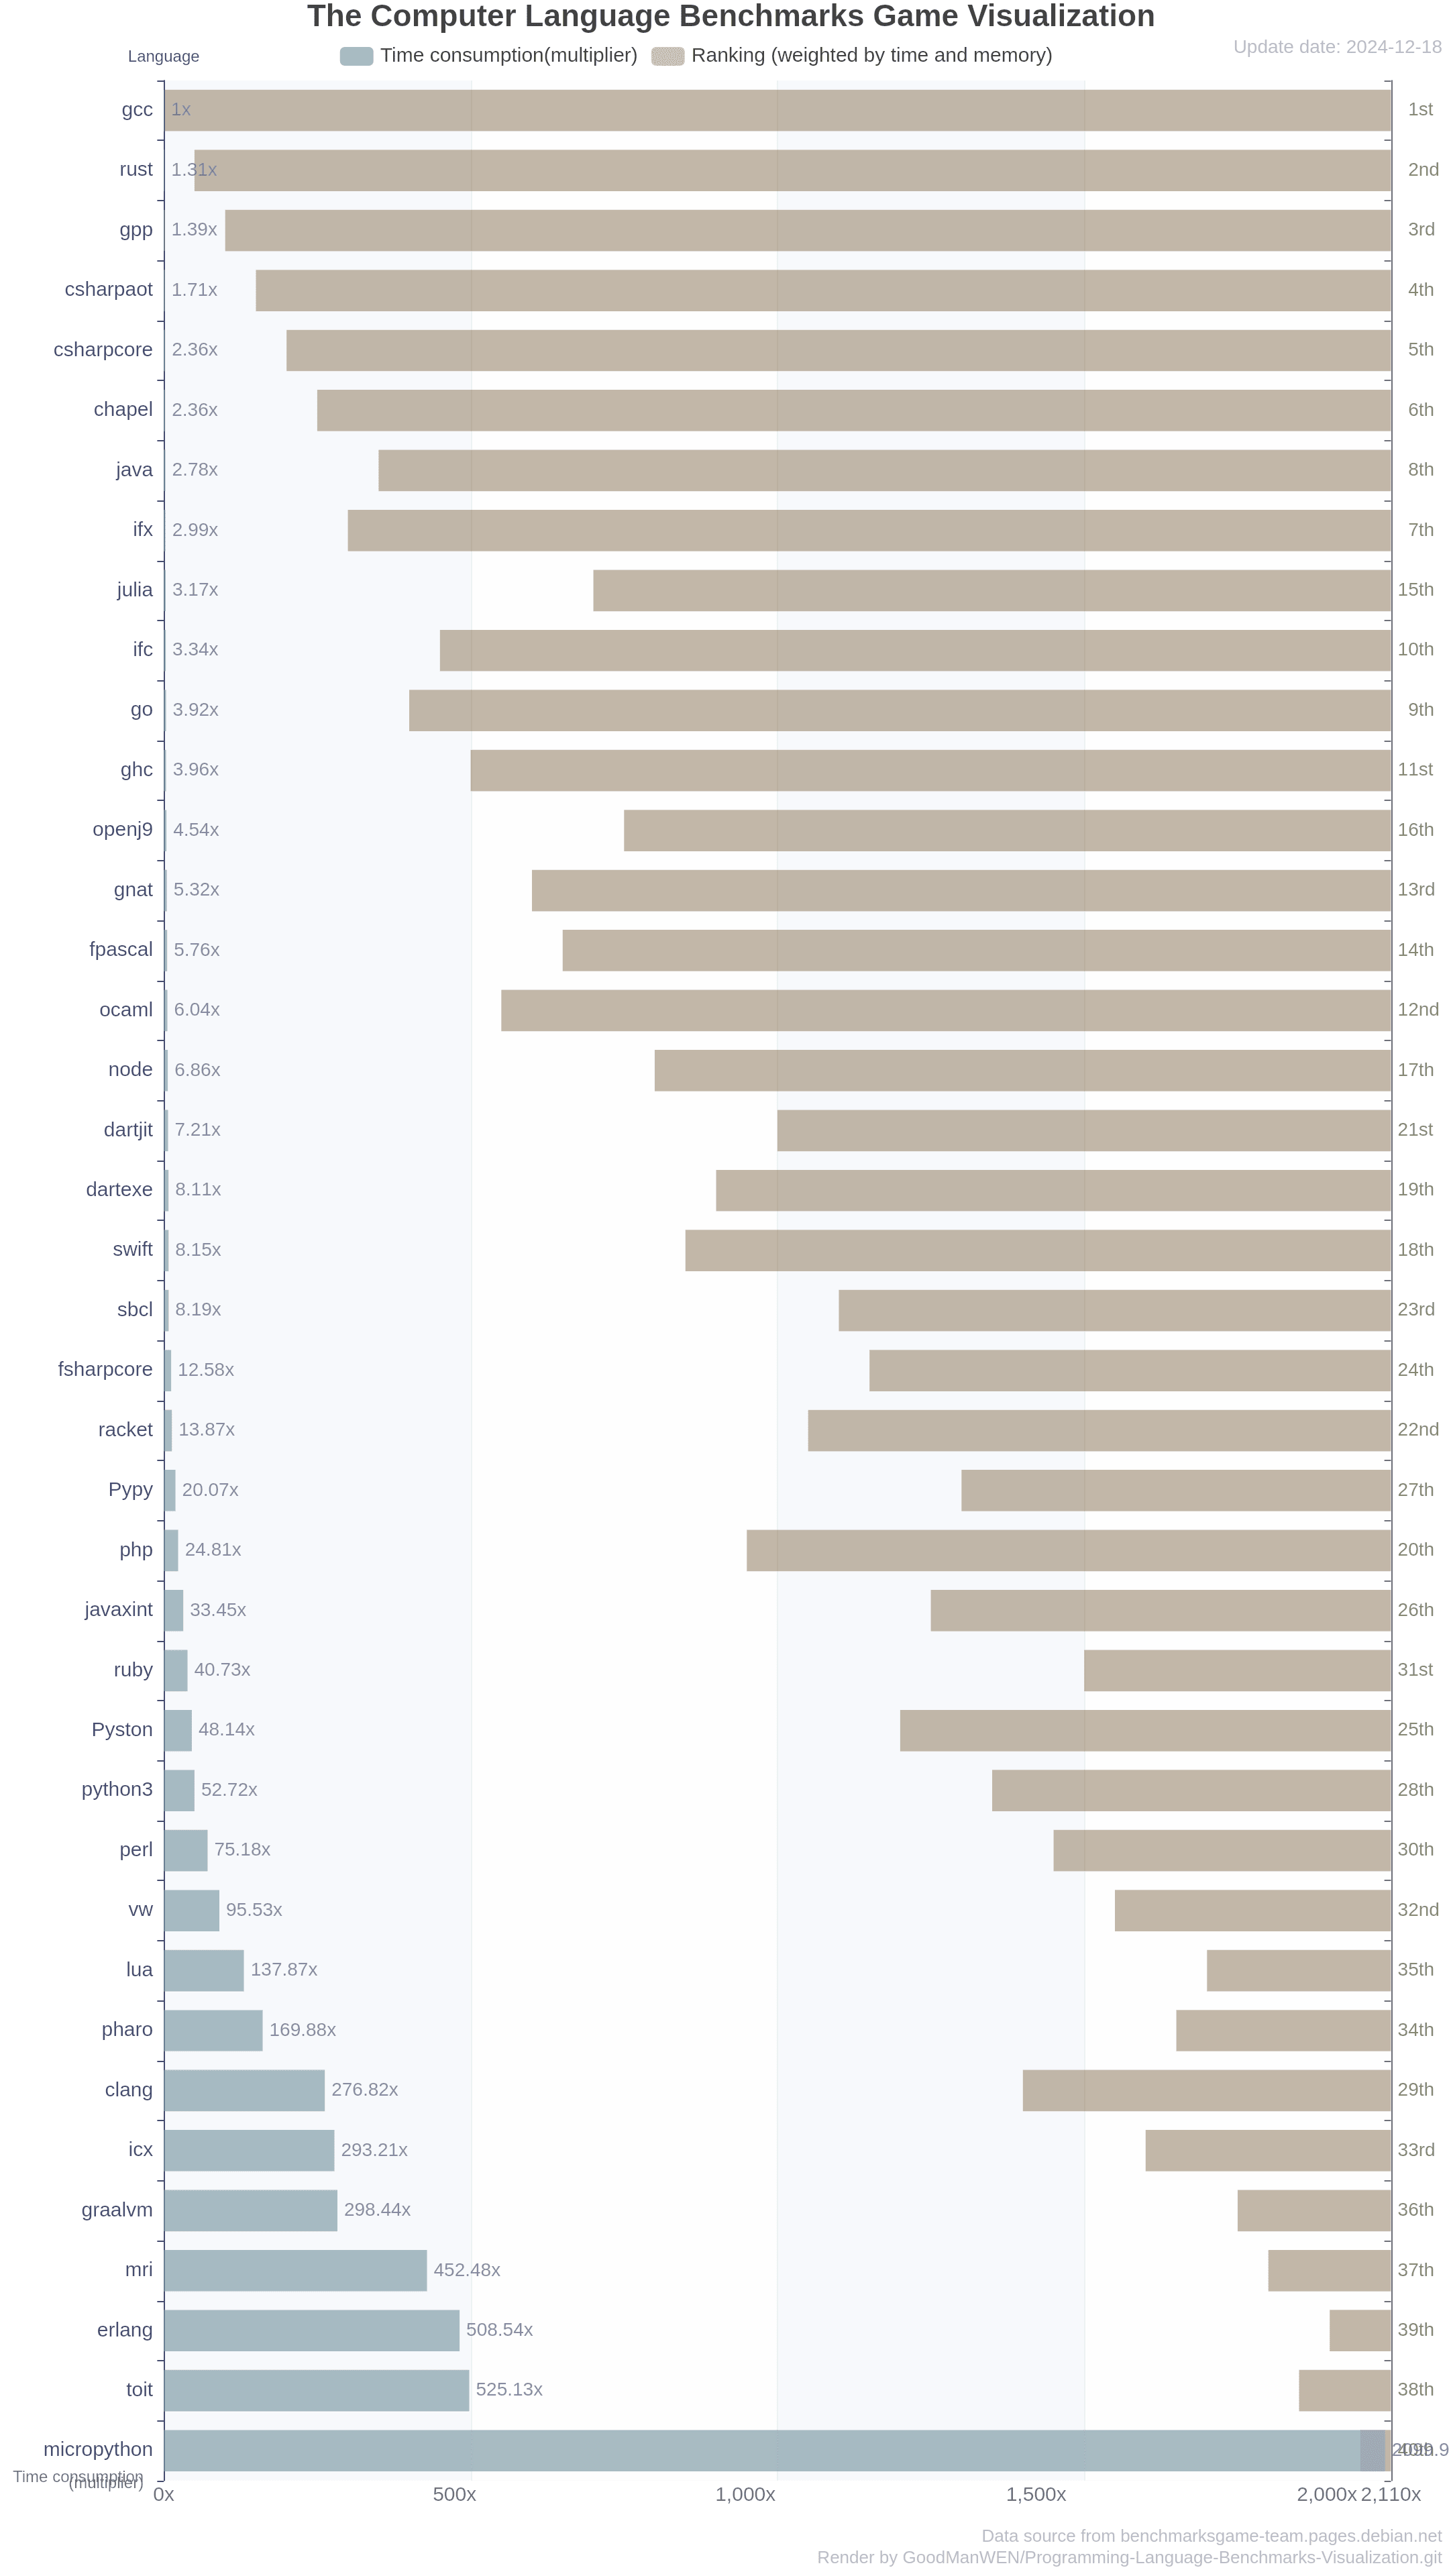 The Computer Language Benchmarks Game Visualization
Language
Time consumption(multiplier) Ranking (weighted by time and memory)
Update date: 2024-12-18
gcc 1x 1st
rust 1.31x 2nd
gpp 1.39x 3rd
csharpaot 1.71x 4th
csharpcore 2.36x 5th
chapel 2.36x 6th
java 2.78x 8th
ifx 2.99x 7th
julia 3.17x 15th
ifc 3.34x 10th
go 3.92x 9th
ghc 3.96x 11st
openj9 4.54x 16th
gnat 5.32x 13rd
fpascal 5.76x 14th
ocaml 6.04x 12nd
node 6.86x 17th
dartjit 7.21x 21st
dartexe 8.11x 19th
swift 8.15x 18th
sbcl 8.19x 23rd
fsharpcore 12.58x 24th
racket 13.87x 22nd
Pypy 20.07x 27th
php 24.81x 20th
javaxint 33.45x 26th
ruby 40.73x 31st
Pyston 48.14x 25th
python3 52.72x 28th
perl 75.18x 30th
vw 95.53x 32nd
lua 137.87x 35th
pharo 169.88x 34th
clang 276.82x 29th
icx 293.21x 33rd
graalvm 298.44x 36th
mri 452.48x 37th
erlang 508.54x 39th
toit 525.13x 38th
micropython 40th
Time consumption
(multiplier)
0x 500x 1,000x 1,500x 2,000x 2,110x
Data source from benchmarksgame-team.pages.debian.net
Render by GoodManWEN/Programming-Language-Benchmarks-Visualization.git